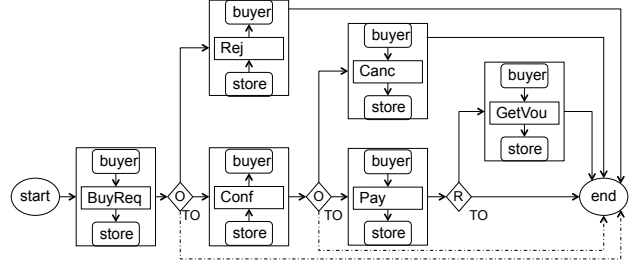 buyer
Rej
store
buyer
Canc
store
buyer
GetVou
store
start
buyer
BuyReq
store
O
TO
buyer
Conf
store
O
TO
buyer
Pay
store
R
TO
end